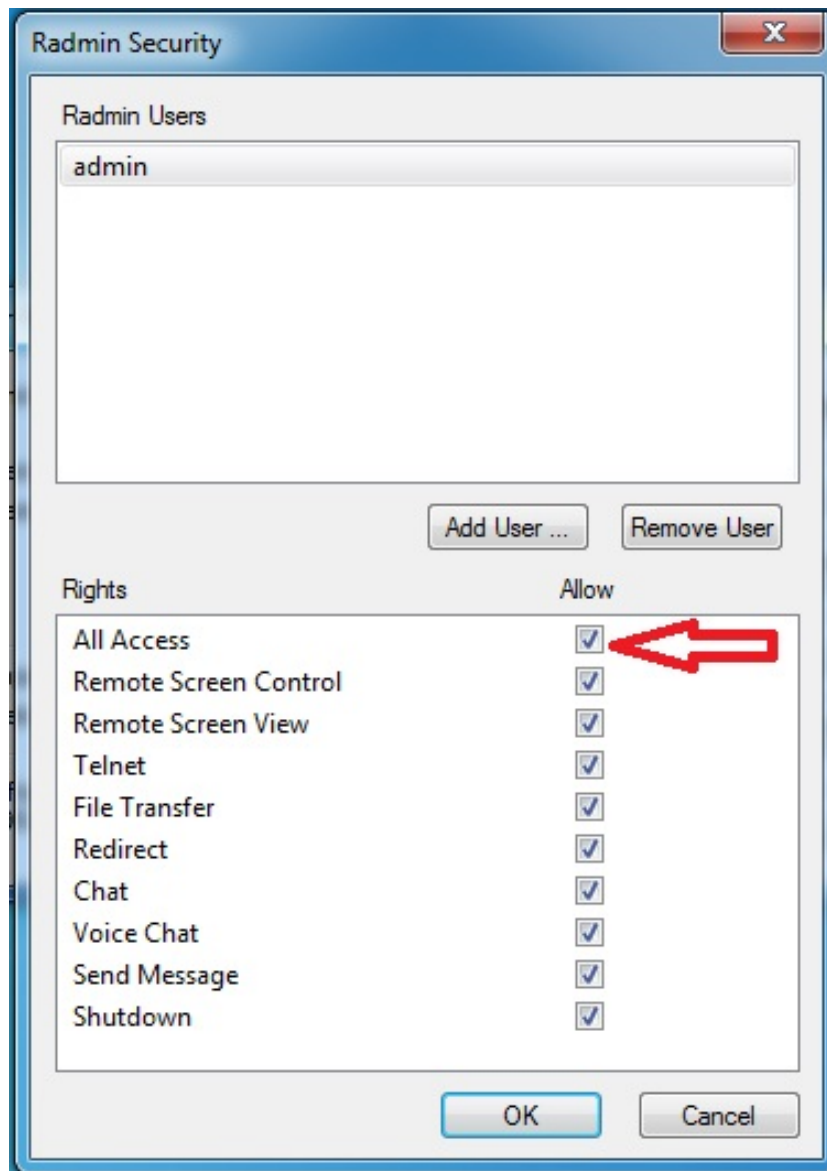 Radmin Security
Radmin Users
admin
Add User ... Remove User
Rights Allow
All Access
Remote Screen Control
Remote Screen View
Telnet
File Transfer
Redirect
Chat
Voice Chat
Send Message
Shutdown
OK Cancel